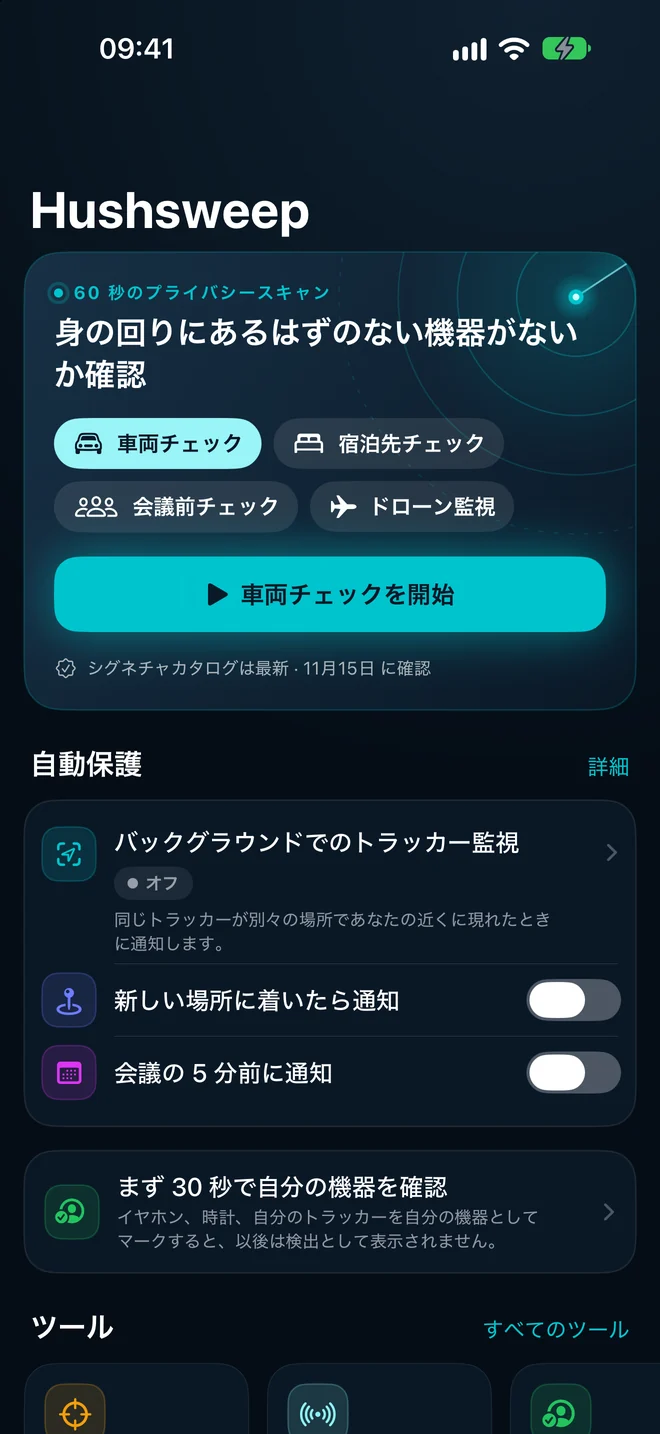 09:41
Hushsweep
60 秒のプライバシースキャン
身の回りにあるはずのない機器がない
か確認
車両チェック
宿泊先チェック
会議前チェック
ドローン監視
車両チェックを開始
シグネチャカタログは最新 · 11月15日 に確認
自動保護
詳細
バックグラウンドでのトラッカー監視
オフ
同じトラッカーが別々の場所であなたの近くに現れたとき
に通知します。
新しい場所に着いたら通知
会議の 5 分前に通知
まず 30 秒で自分の機器を確認
イヤホン、時計、自分のトラッカーを自分の機器として
マークすると、以後は検出として表示されません。
ツール
すべてのツール